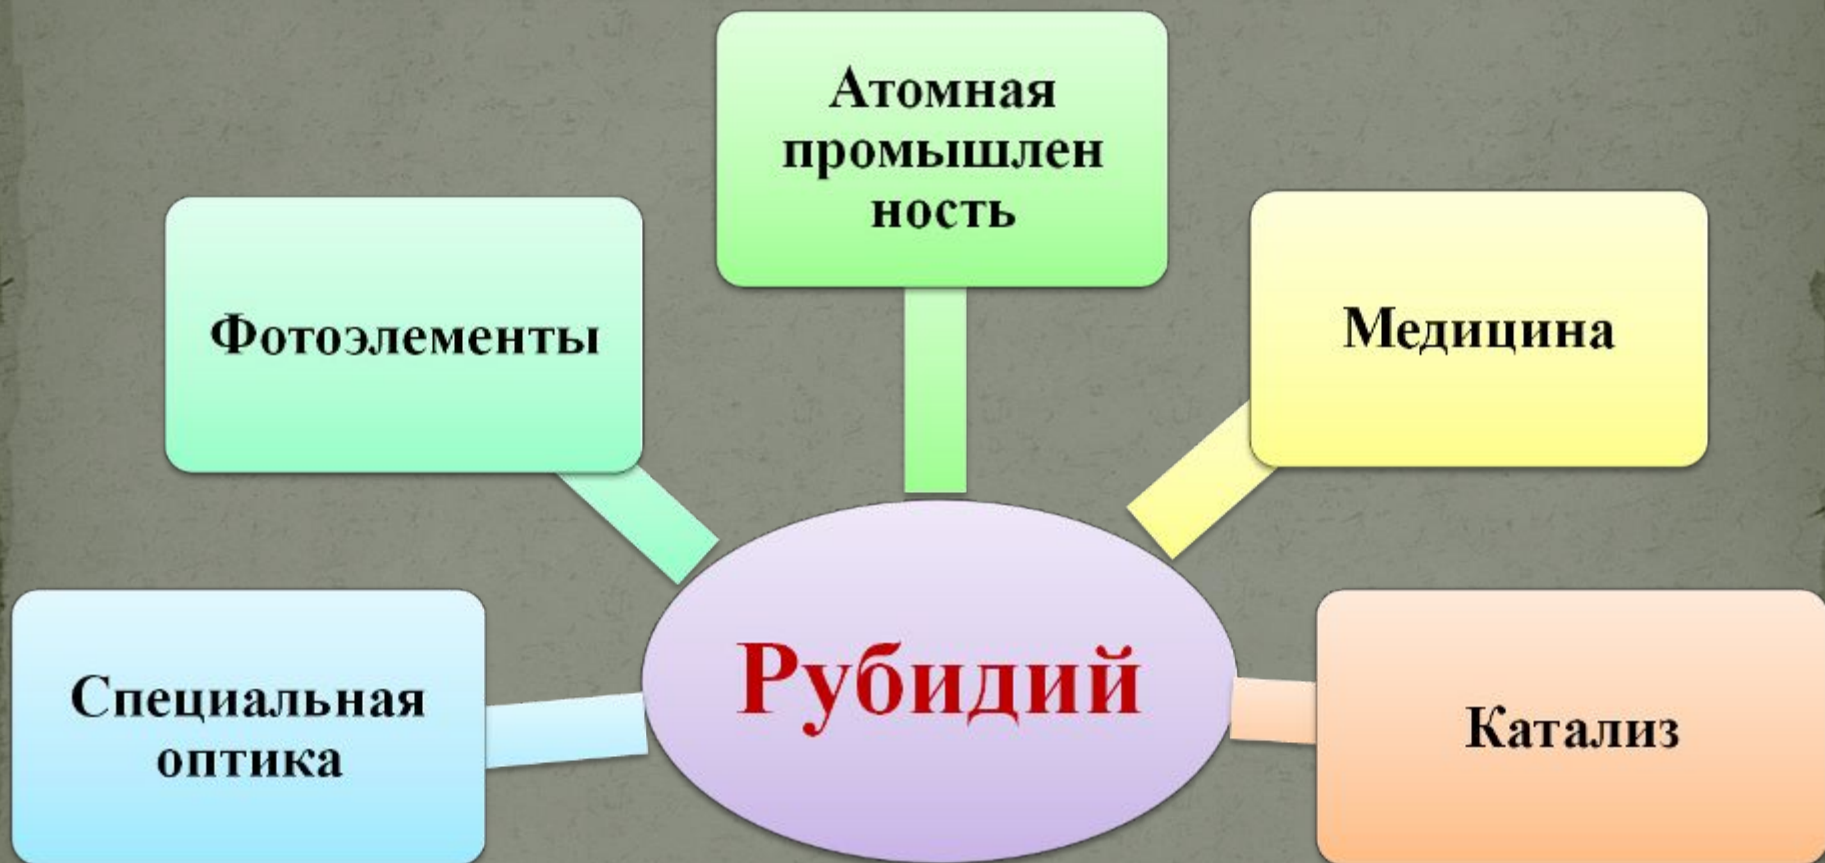 Атомная
промышлен
ность
Фотоэлементы
Медицина
Специальная
оптика
Рубидий
Катализ